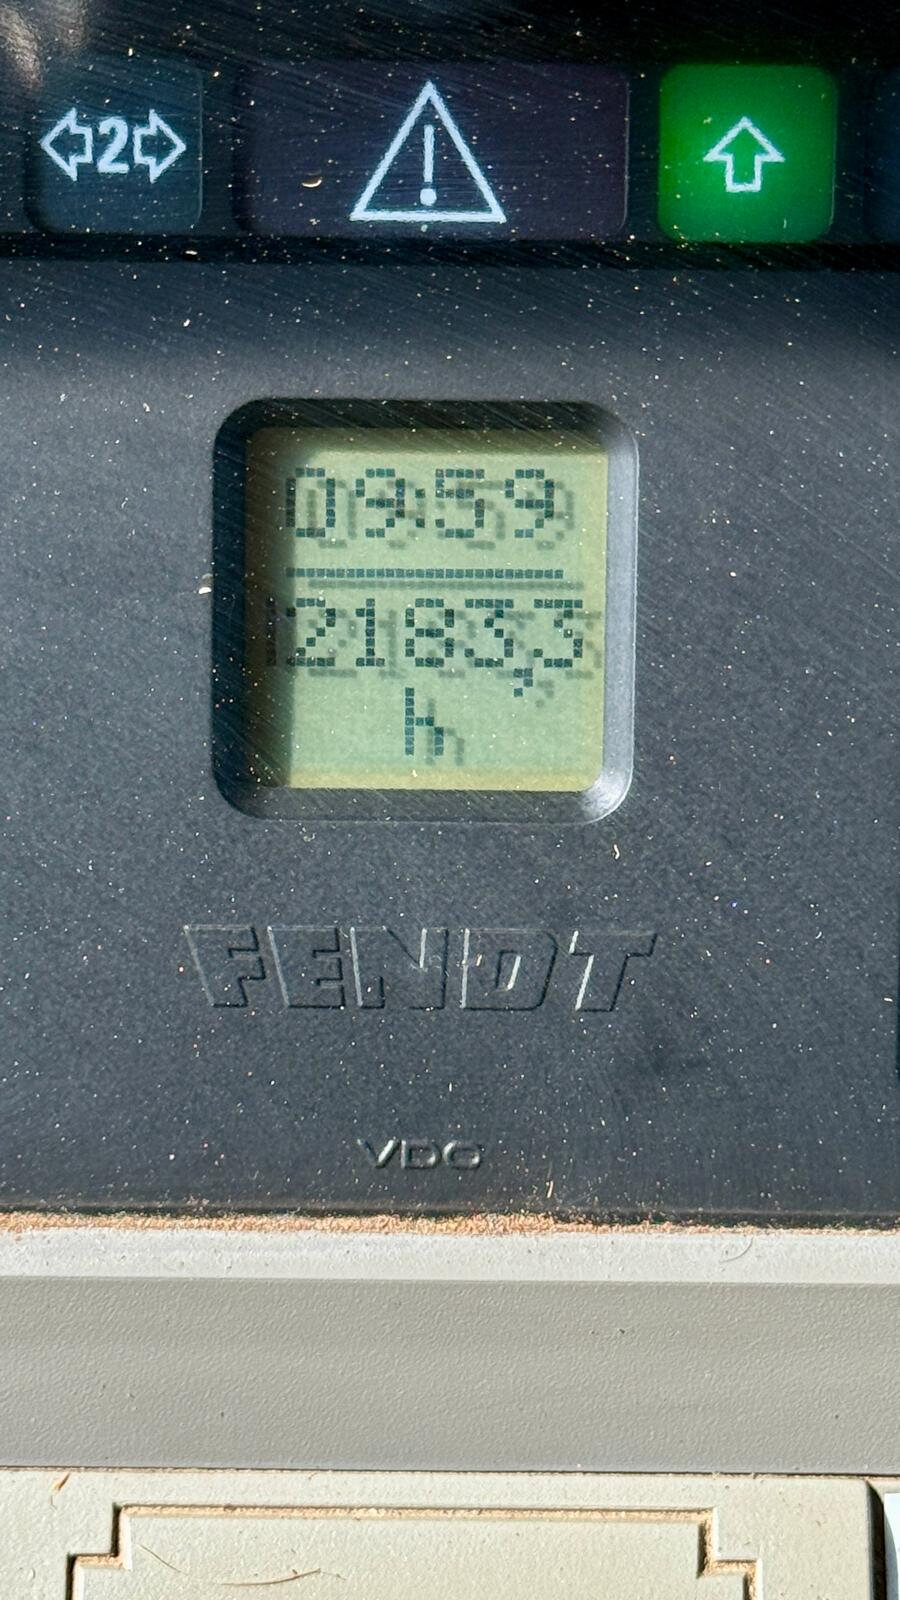 2
09:59
12183,3
h
FENDT
VDO